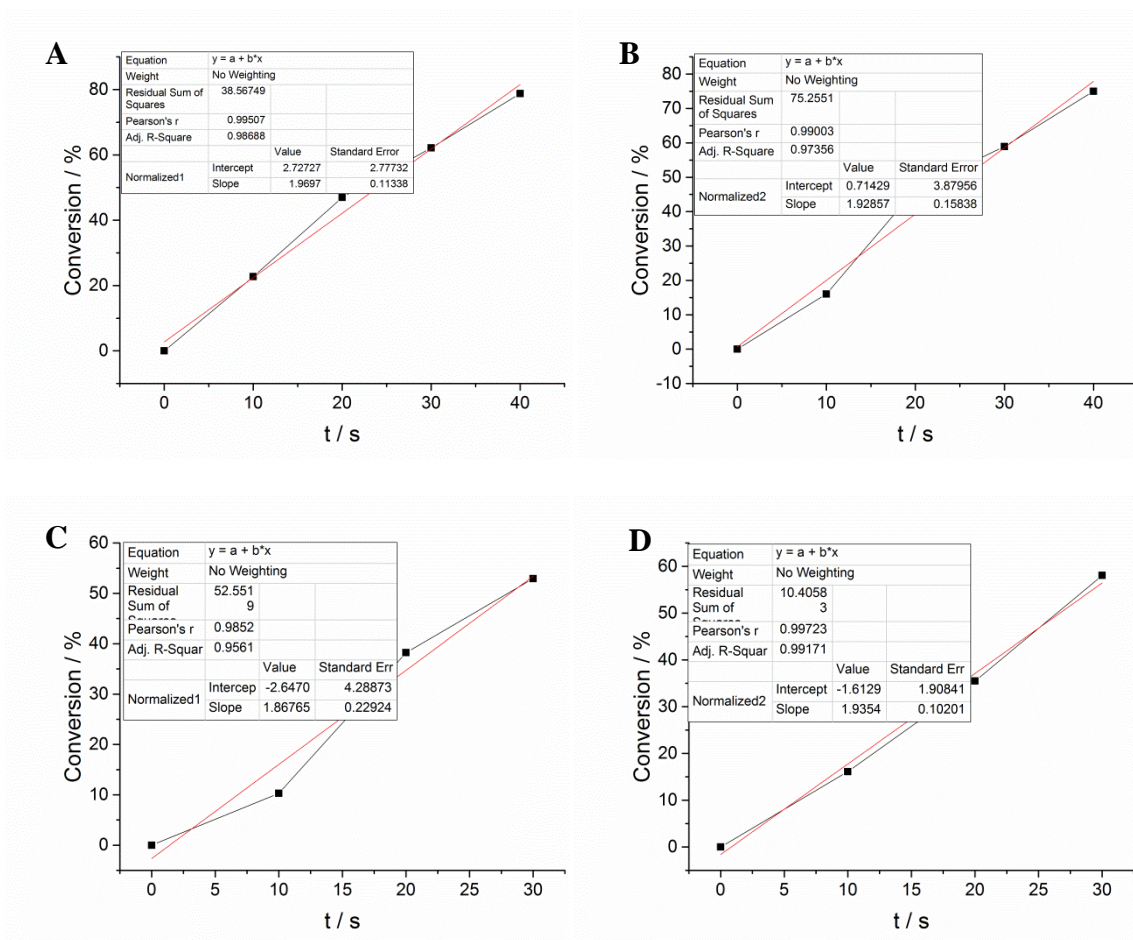 A
Equation y = a + b*x
Weight No Weighting
Residual Sum of Squares 38.56749
Pearson's r 0.99507
Adj. R-Square 0.98688
Value Standard Error
Normalized1 Intercept 2.72727 2.77732
Slope 1.9697 0.11338
80
60
40
20
0
Conversion / %
0 10 20 30 40
t / s
B
Equation y = a + b*x
Weight No Weighting
Residual Sum of Squares 75.2551
Pearson's r 0.99003
Adj. R-Square 0.97356
Value Standard Error
Normalized2 Intercept 0.71429 3.87956
Slope 1.92857 0.15838
80
70
60
50
40
30
20
10
0
-10
Conversion / %
0 10 20 30 40
t / s
C
Equation y = a + b*x
Weight No Weighting
Residual Sum of 52.551
9
Pearson's r 0.9852
Adj. R-Squar 0.9561
Value Standard Err
Normalized1 Intercep -2.6470 4.28873
Slope 1.86765 0.22924
60
50
40
30
20
10
0
Conversion / %
0 5 10 15 20 25 30
t / s
D
Equation y = a + b*x
Weight No Weighting
Residual Sum of 10.4058
3
Pearson's r 0.99723
Adj. R-Squar 0.99171
Value Standard Err
Normalized2 Intercept -1.6129 1.90841
Slope 1.9354 0.10201
60
50
40
30
20
10
0
Conversion / %
0 5 10 15 20 25 30
t / s